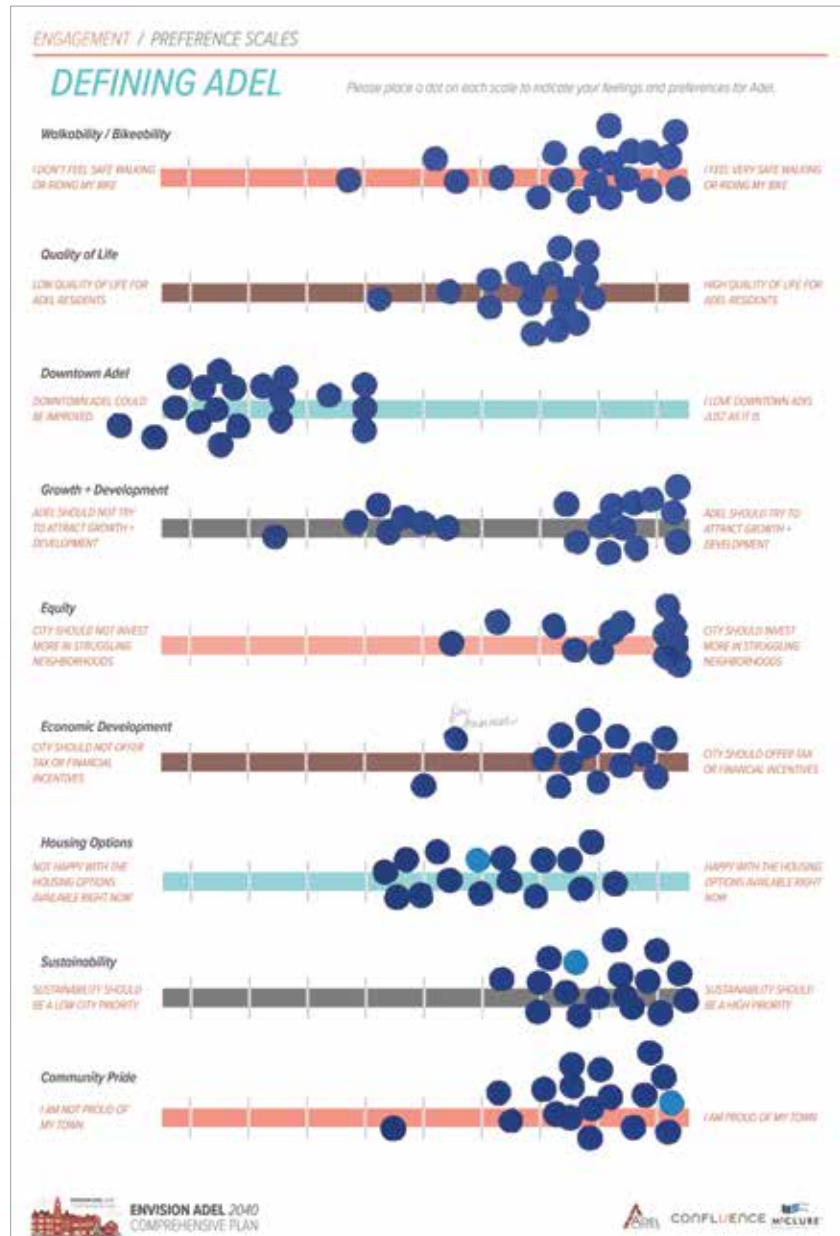 ENGAGEMENT / PREFERENCE SCALES
DEFINING ADEL
Please place a dot on each scale to indicate your feelings and preferences for Adel.
Walkability / Bikeability
I DON'T FEEL SAFE WALKING
OR RIDING MY BIKE
I FEEL VERY SAFE WALKING
OR RIDING MY BIKE
Quality of Life
LOW QUALITY OF LIFE FOR
ADEL RESIDENTS
HIGH QUALITY OF LIFE FOR
ADEL RESIDENTS
Downtown Adel
DOWNTOWN ADEL COULD
BE IMPROVED
I LOVE DOWNTOWN ADEL
JUST AS IT IS
Growth + Development
ADEL SHOULD NOT TRY
TO ATTRACT GROWTH +
DEVELOPMENT
ADEL SHOULD TRY TO
ATTRACT GROWTH +
DEVELOPMENT
Equity
CITY SHOULD NOT INVEST
MORE IN STRUGGLING
NEIGHBORHOODS
CITY SHOULD INVEST
MORE IN STRUGGLING
NEIGHBORHOODS
Economic Development
CITY SHOULD NOT OFFER
TAX OR FINANCIAL
INCENTIVES
CITY SHOULD OFFER TAX
OR FINANCIAL INCENTIVES
Housing Options
NOT HAPPY WITH THE
HOUSING OPTIONS
AVAILABLE RIGHT NOW
HAPPY WITH THE HOUSING
OPTIONS AVAILABLE RIGHT
NOW
Sustainability
SUSTAINABILITY SHOULD
BE A LOW CITY PRIORITY
SUSTAINABILITY SHOULD
BE A HIGH PRIORITY
Community Pride
I AM NOT PROUD OF
MY TOWN
I AM PROUD OF MY TOWN
ENVISION ADEL 2040
COMPREHENSIVE PLAN
ADEL
CONFLUENCE
MCCLURE